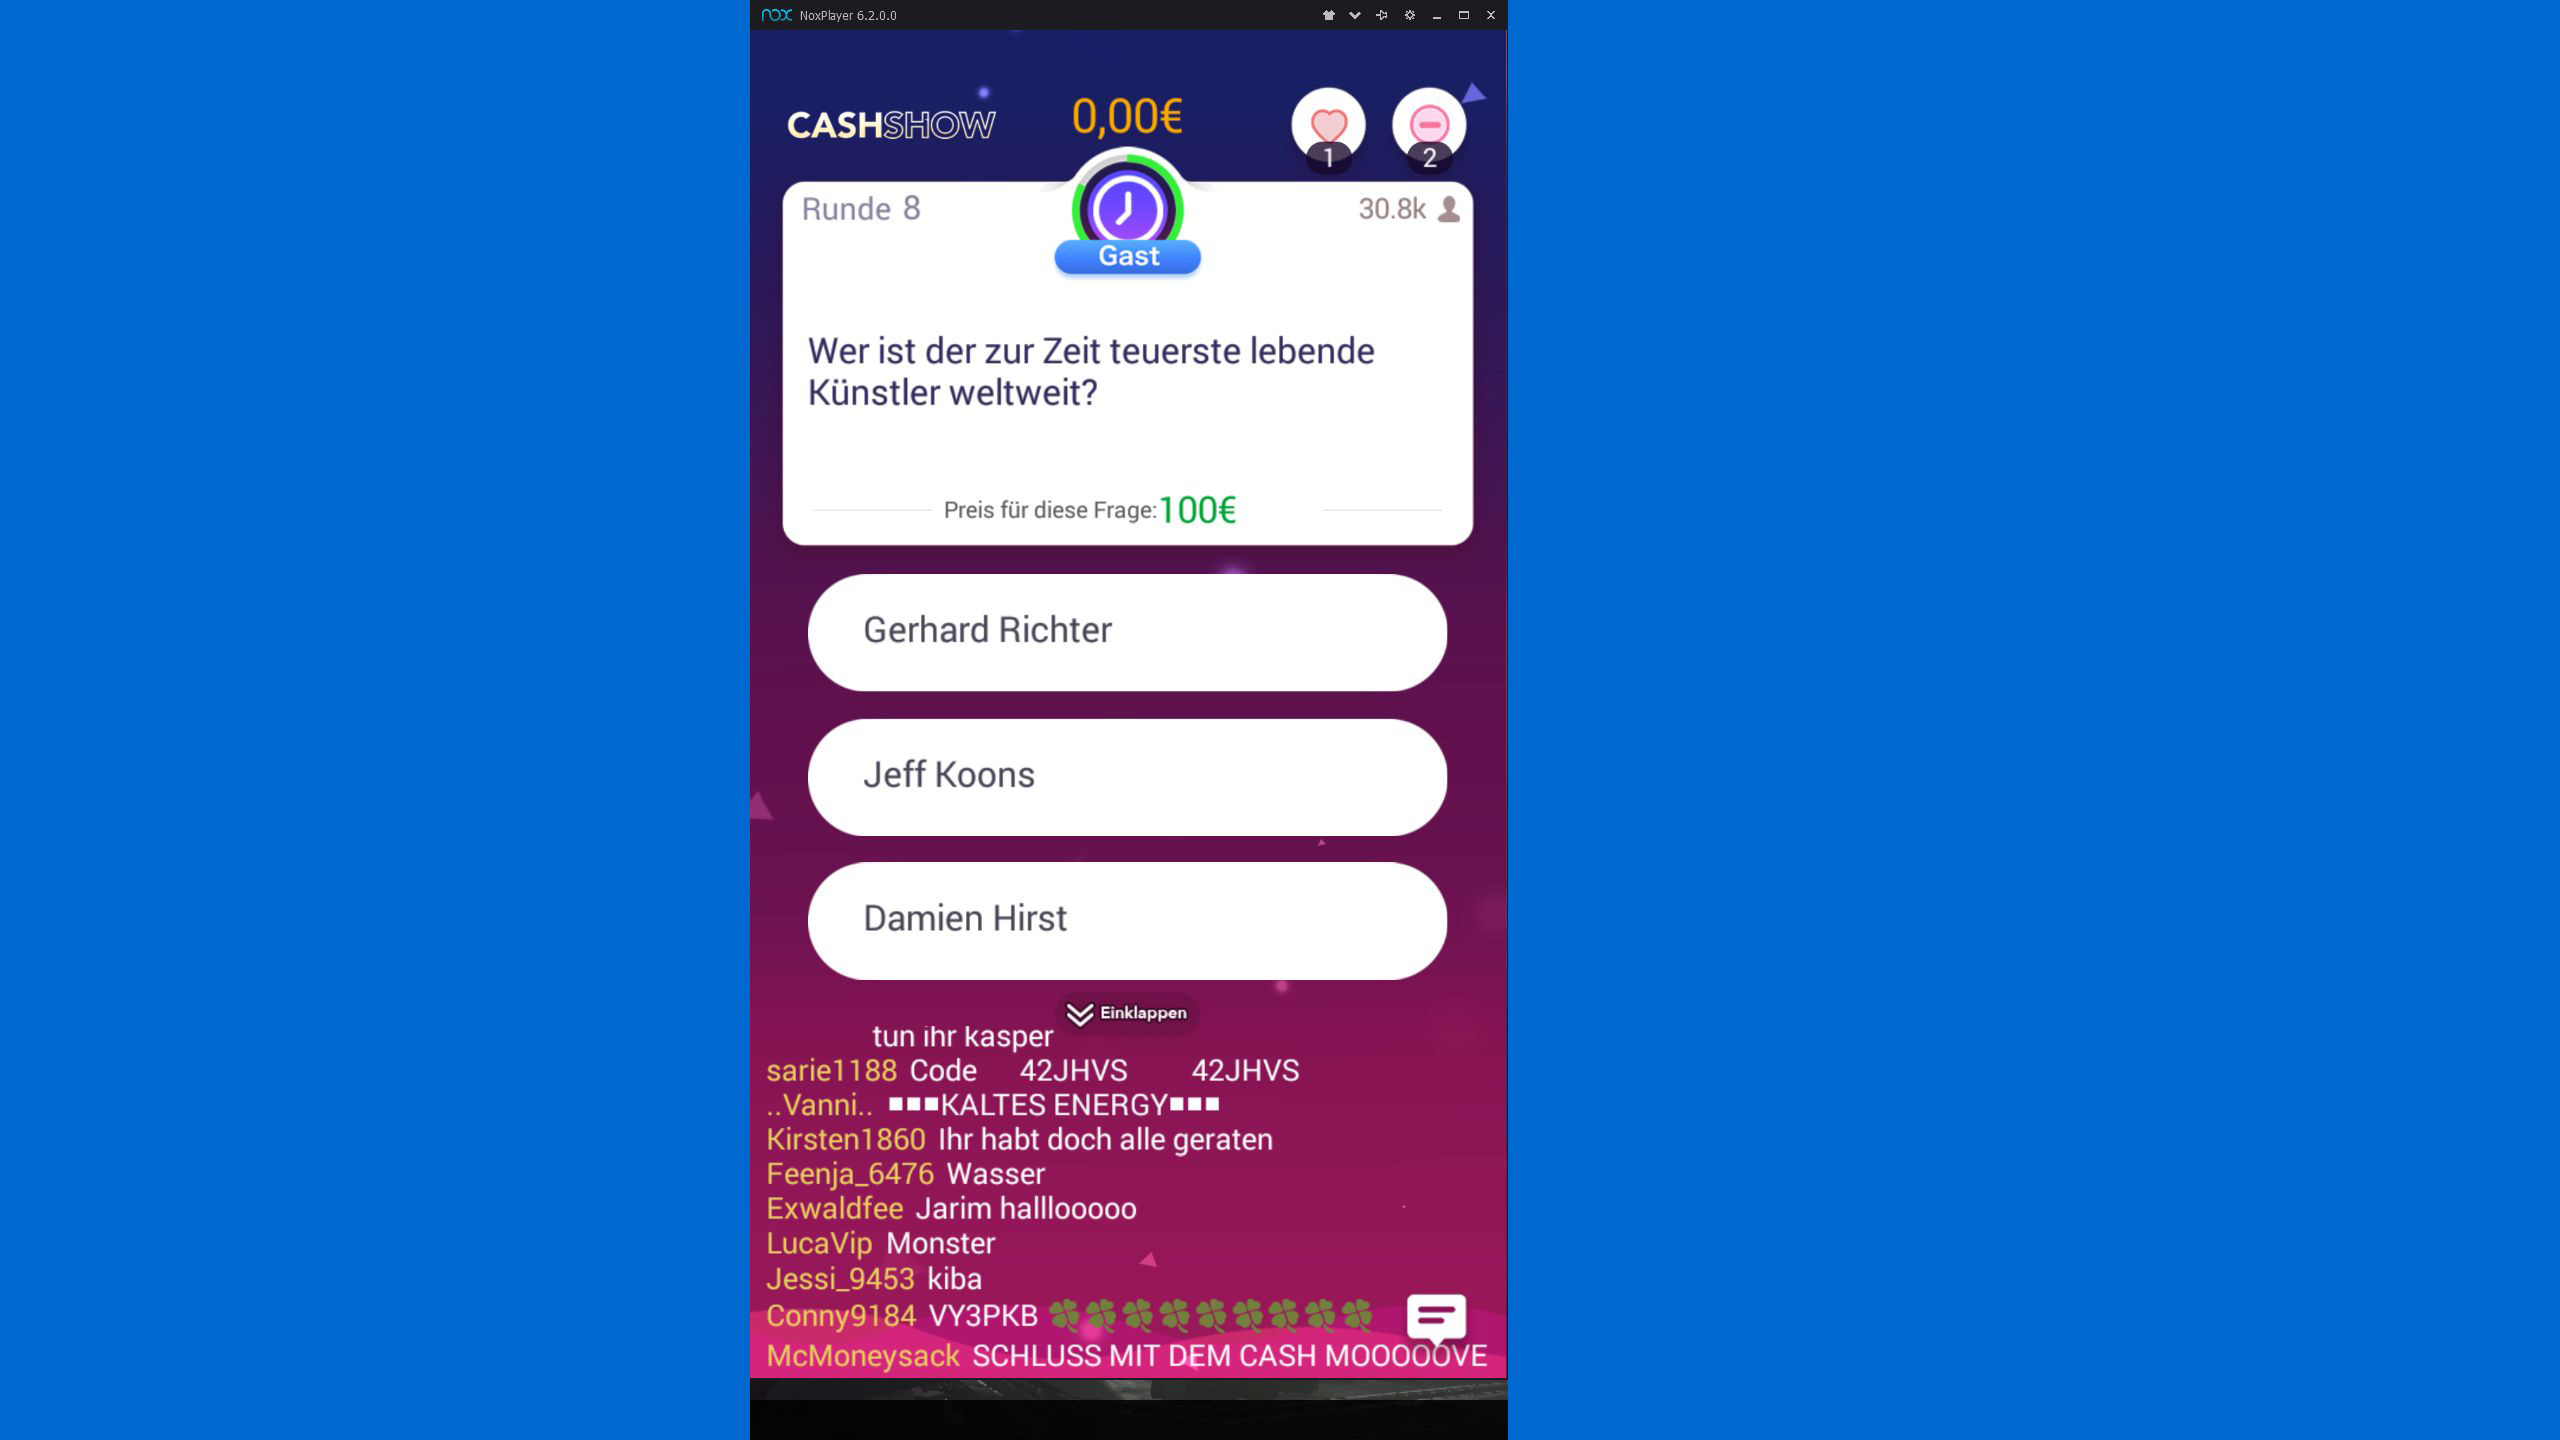 nox NoxPlayer 6.2.0.0
CASHSHOW
0,00€
1
2
Runde 8
30.8k
Gast
Wer ist der zur Zeit teuerste lebende
Künstler weltweit?
Preis für diese Frage:100€
Gerhard Richter
Jeff Koons
Damien Hirst
Einklappen
tun ihr kasper
sarie1188 Code 42JHVS 42JHVS
..Vanni.. ▪▪▪KALTES ENERGY▪▪▪
Kirsten1860 Ihr habt doch alle geraten
Feenja_6476 Wasser
Exwaldfee Jarim halllooooo
LucaVip Monster
Jessi_9453 kiba
Conny9184 VY3PKB 🍀🍀🍀🍀🍀🍀🍀🍀🍀
McMoneysack SCHLUSS MIT DEM CASH MOOOOOVE